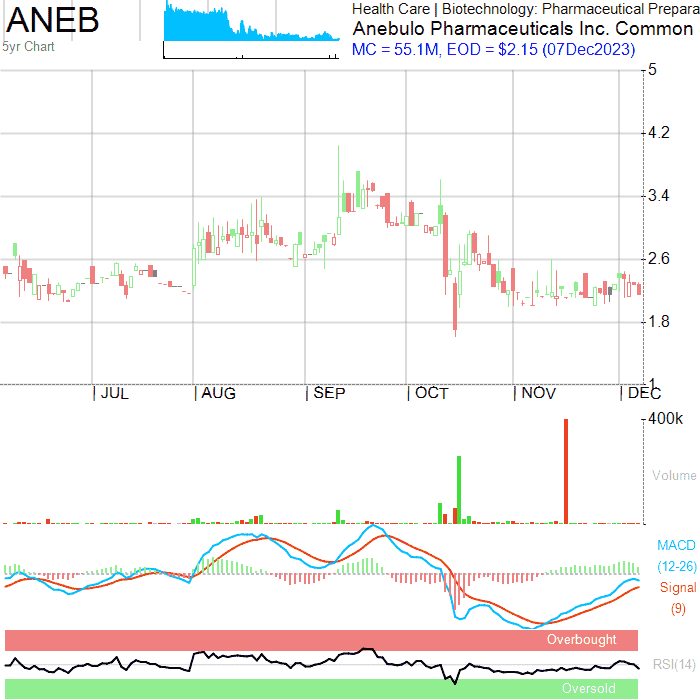 ANEB
5yr Chart
Health Care | Biotechnology: Pharmaceutical Prepara
Anebulo Pharmaceuticals Inc. Common
MC = 55.1M, EOD = $2.15 (07Dec2023)
5
4.2
3.4
2.6
1.8
1
JUL
AUG
SEP
OCT
NOV
DEC
400k
Volume
MACD
(12-26)
Signal
(9)
Overbought
RSI(14)
Oversold